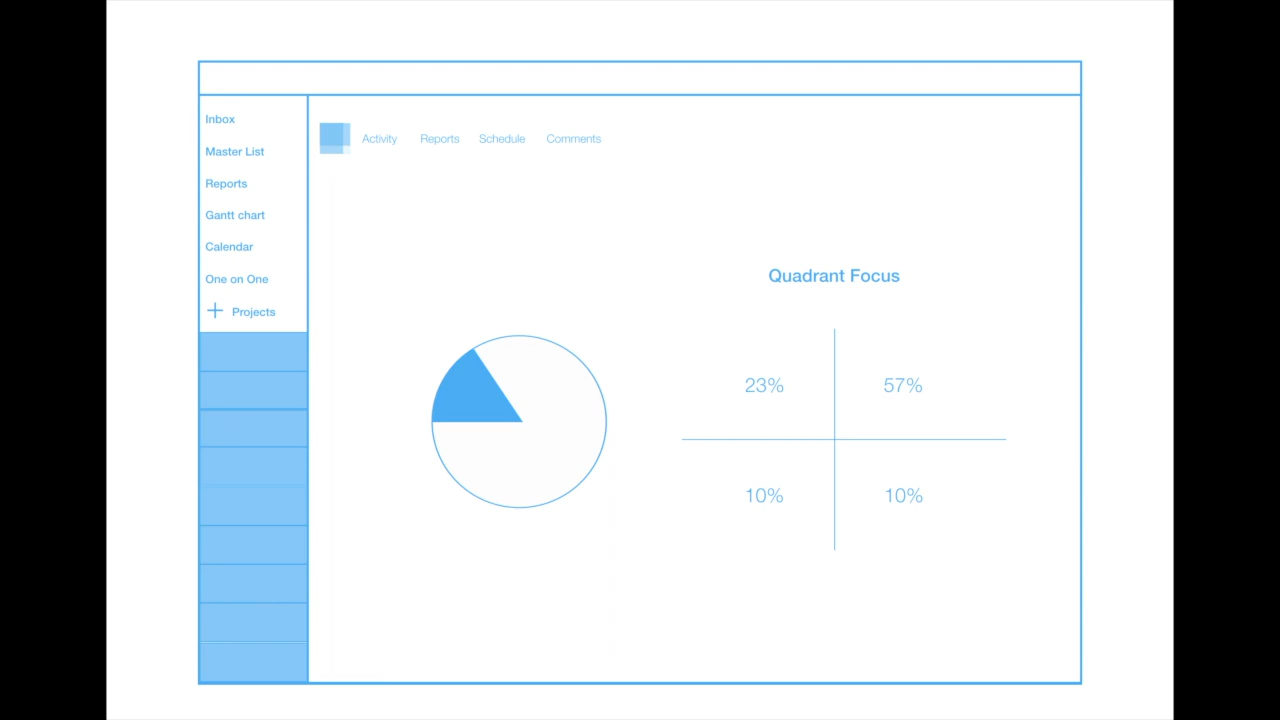 Inbox
Master List
Reports
Gantt chart
Calendar
One on One
Projects
Activity Reports Schedule Comments
Quadrant Focus
23% 57%
10% 10%